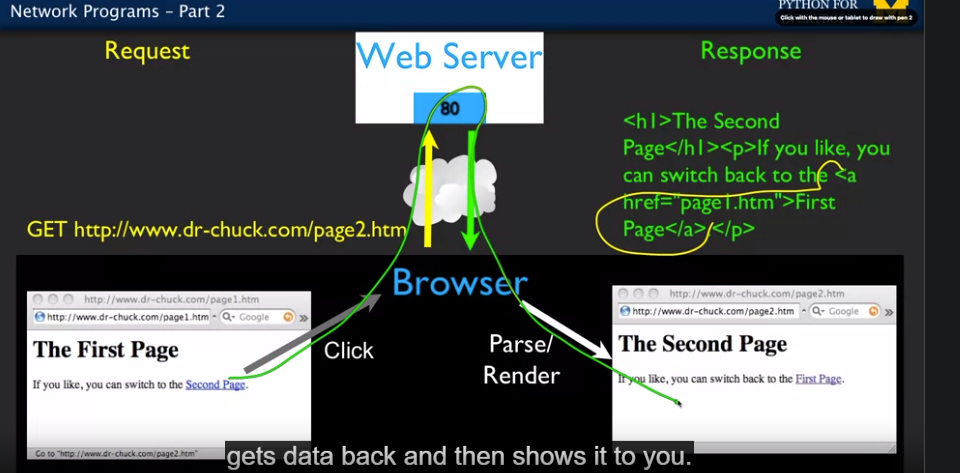 Network Programs – Part 2
PYTHON FOR
Click with the mouse or tablet to draw with pen 2
Request
Web Server
80
Response
<h1>The Second
Page</h1><p>If you like, you
can switch back to the <a
href="page1.htm">First
Page</a>.</p>
GET http://www.dr-chuck.com/page2.htm
Browser
http://www.dr-chuck.com/page1.htm
http://www.dr-chuck.com/page1.htm
Google
The First Page
If you like, you can switch to the Second Page.
Go to "http://www.dr-chuck.com/page2.htm"
Click
Parse/
Render
http://www.dr-chuck.com/page2.htm
http://www.dr-chuck.com/page2.htm
Google
The Second Page
If you like, you can switch back to the First Page.
gets data back and then shows it to you.